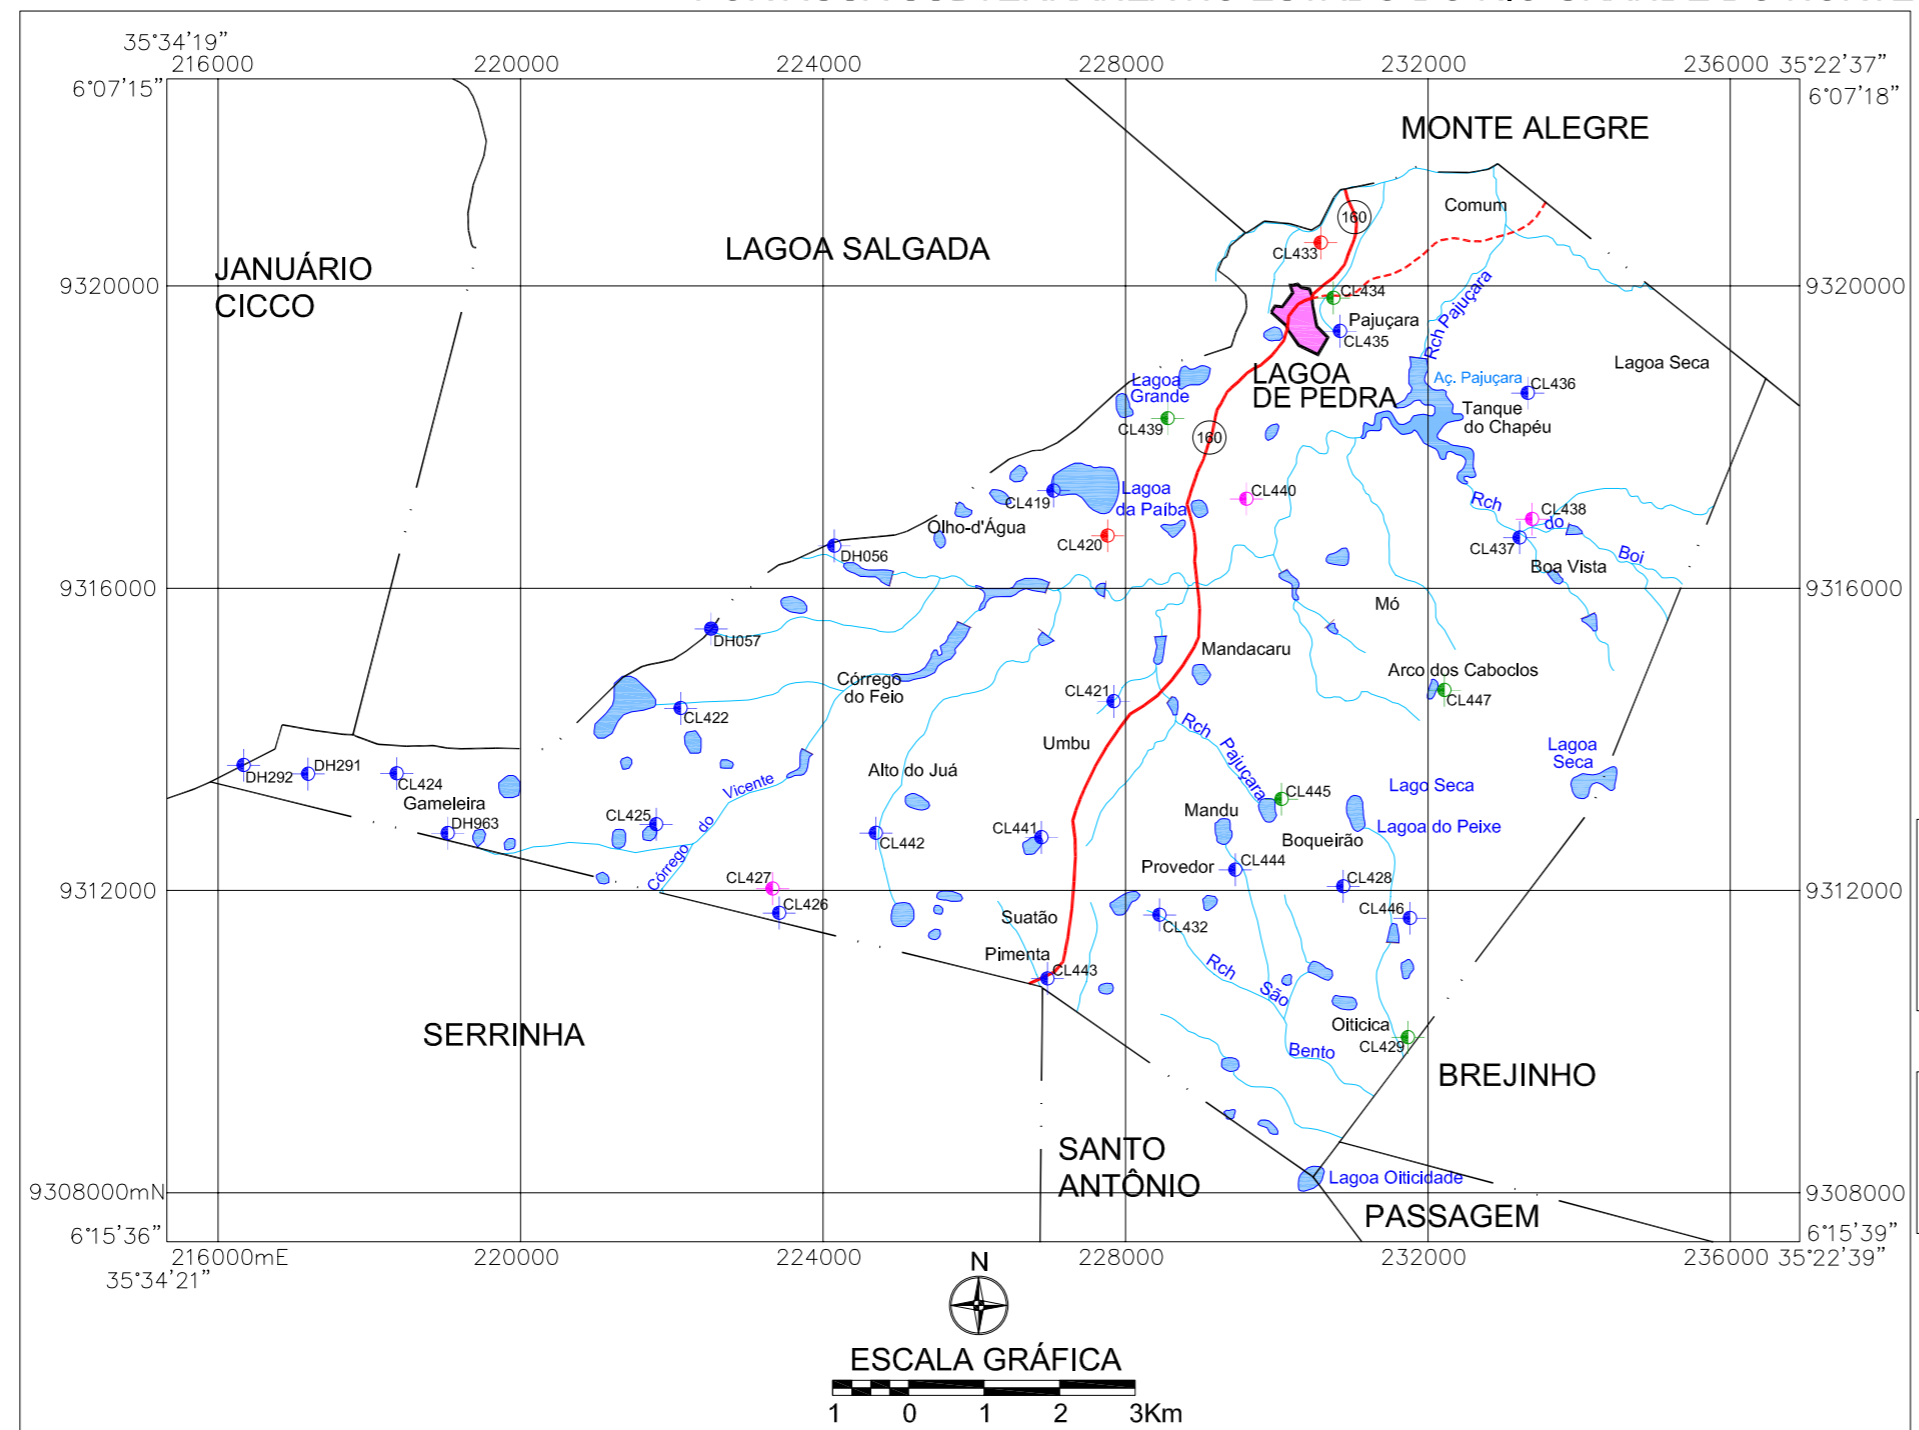 35°34'19"
216000
220000
224000
228000
232000
236000
35°22'37"
6°07'15"
6°07'18"
MONTE ALEGRE
Comum
160
CL433
LAGOA SALGADA
JANUÁRIO
CICCO
9320000
9320000
CL434
Pajuçara
CL435
Rch Pajuçara
Lagoa Seca
LAGOA
DE PEDRA
Lagoa
Grande
Aç. Pajuçara
CL436
Tanque
do Chapéu
CL439
160
CL419
Lagoa
da Paíba
CL440
Rch
do
Boi
CL438
Olho-d'Água
CL420
DH056
CL437
Boa Vista
9316000
9316000
Mó
DH057
Mandacaru
Córrego
do Feio
Arco dos Caboclos
CL447
CL421
CL422
Rch
Pajuçara
Umbu
Lagoa
Seca
DH292
DH291
CL424
Gameleira
DH963
Alto do Juá
Vicente
do
Córrego
CL425
CL445
Lago Seca
Mandu
Lagoa do Peixe
Boqueirão
CL442
CL441
Provedor
CL444
CL427
CL428
9312000
9312000
CL426
CL446
Suatão
CL432
Pimenta
CL443
Rch
São
Bento
Oiticica
CL429
SERRINHA
BREJINHO
SANTO
ANTÔNIO
Lagoa Oiticidade
9308000mN
9308000
PASSAGEM
6°15'36"
6°15'39"
216000mE
220000
224000
228000
232000
236000
35°22'39"
35°34'21"
N
ESCALA GRÁFICA
1 0 1 2 3Km